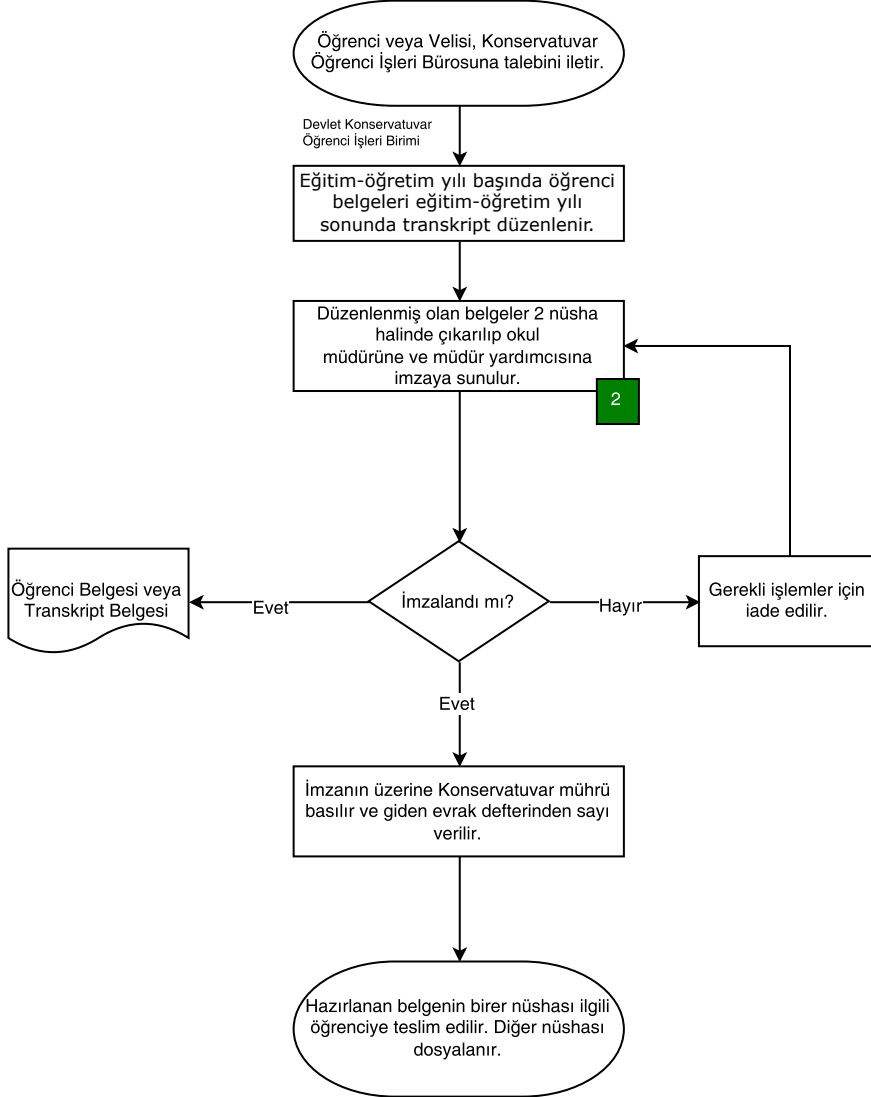 Öğrenci veya Velisi, Konservatuvar
Öğrenci İşleri Bürosuna talebini iletir.
Devlet Konservatuvar
Öğrenci İşleri Birimi
Eğitim-öğretim yılı başında öğrenci
belgeleri eğitim-öğretim yılı
sonunda transkript düzenlenir.
Düzenlenmiş olan belgeler 2 nüsha
halinde çıkarılıp okul
müdürüne ve müdür yardımcısına
imzaya sunulur.
2
Öğrenci Belgesi veya
Transkript Belgesi
Evet
İmzalandı mı?
Hayır
Gerekli işlemler için
iade edilir.
Evet
İmzanın üzerine Konservatuvar mührü
basılır ve giden evrak defterinden sayı
verilir.
Hazırlanan belgenin birer nüshası ilgili
öğrenciye teslim edilir. Diğer nüshası
dosyalanır.